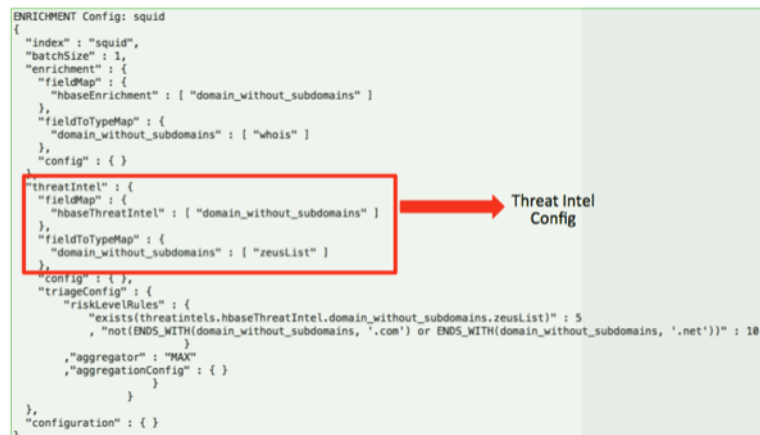 ENRICHMENT Config: squid
{
"index" : "squid",
"batchSize" : 1,
"enrichment" : {
"fieldMap" : {
"hbaseEnrichment" : [ "domain_without_subdomains" ]
},
"fieldToTypeMap" : {
"domain_without_subdomains" : [ "whois" ]
},
"config" : { }
},
"threatIntel" : {
"fieldMap" : {
"hbaseThreatIntel" : [ "domain_without_subdomains" ]
},
"fieldToTypeMap" : {
"domain_without_subdomains" : [ "zeusList" ]
},
"config" : { },
"triageConfig" : {
"riskLevelRules" : {
"exists(threatintels.hbaseThreatIntel.domain_without_subdomains.zeusList)" : 5
, "not(ENDS_WITH(domain_without_subdomains, '.com') or ENDS_WITH(domain_without_subdomains, '.net'))" : 10
}
,"aggregator" : "MAX"
,"aggregationConfig" : { }
}
}
},
"configuration" : { }
}
Threat Intel
Config